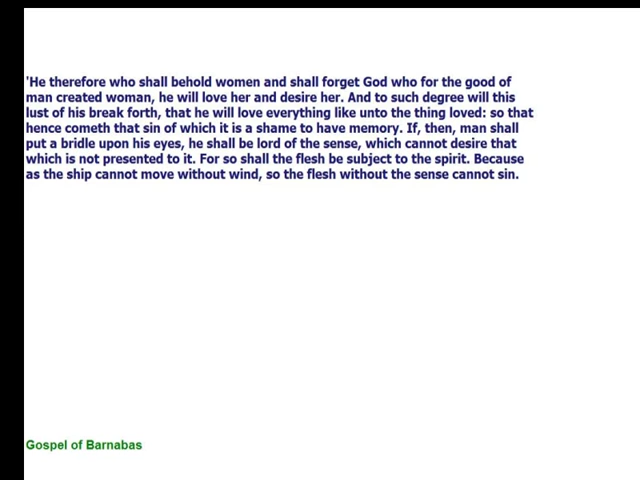 'He therefore who shall behold women and shall forget God who for the good of
man created woman, he will love her and desire her. And to such degree will this
lust of his break forth, that he will love everything like unto the thing loved: so that
hence cometh that sin of which it is a shame to have memory. If, then, man shall
put a bridle upon his eyes, he shall be lord of the sense, which cannot desire that
which is not presented to it. For so shall the flesh be subject to the spirit. Because
as the ship cannot move without wind, so the flesh without the sense cannot sin.
Gospel of Barnabas